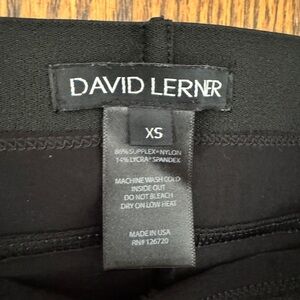 DAVID LERNER
XS
86% SUPPLEX® NYLON
14% LYCRA® SPANDEX
MACHINE WASH COLD
INSIDE OUT
DO NOT BLEACH
DRY ON LOW HEAT
MADE IN USA
RN# 126720